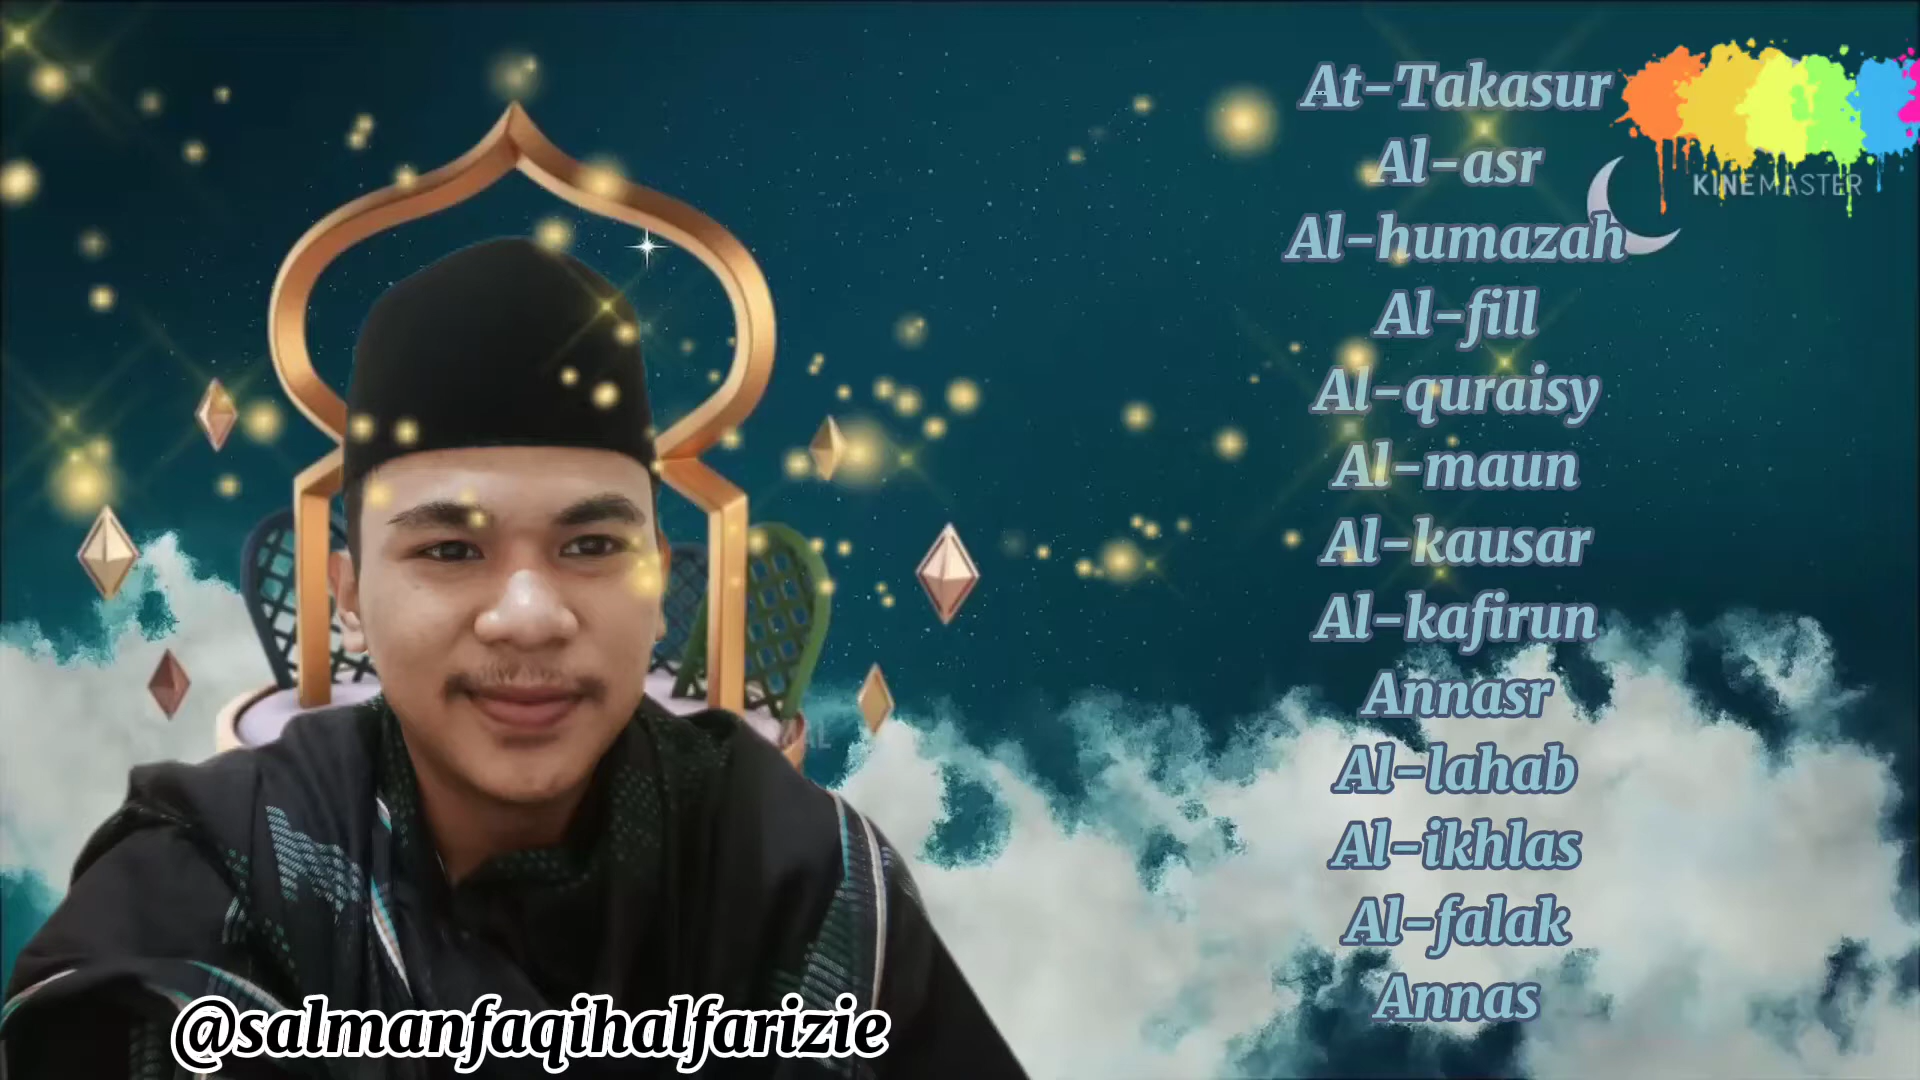 At-Takasur
Al-asr
Al-humazah
Al-fill
Al-quraisy
Al-maun
Al-kausar
Al-kafirun
Annasr
Al-lahab
Al-ikhlas
Al-falak
Annas
KINEMASTER
@salmanfaqihalfarizie